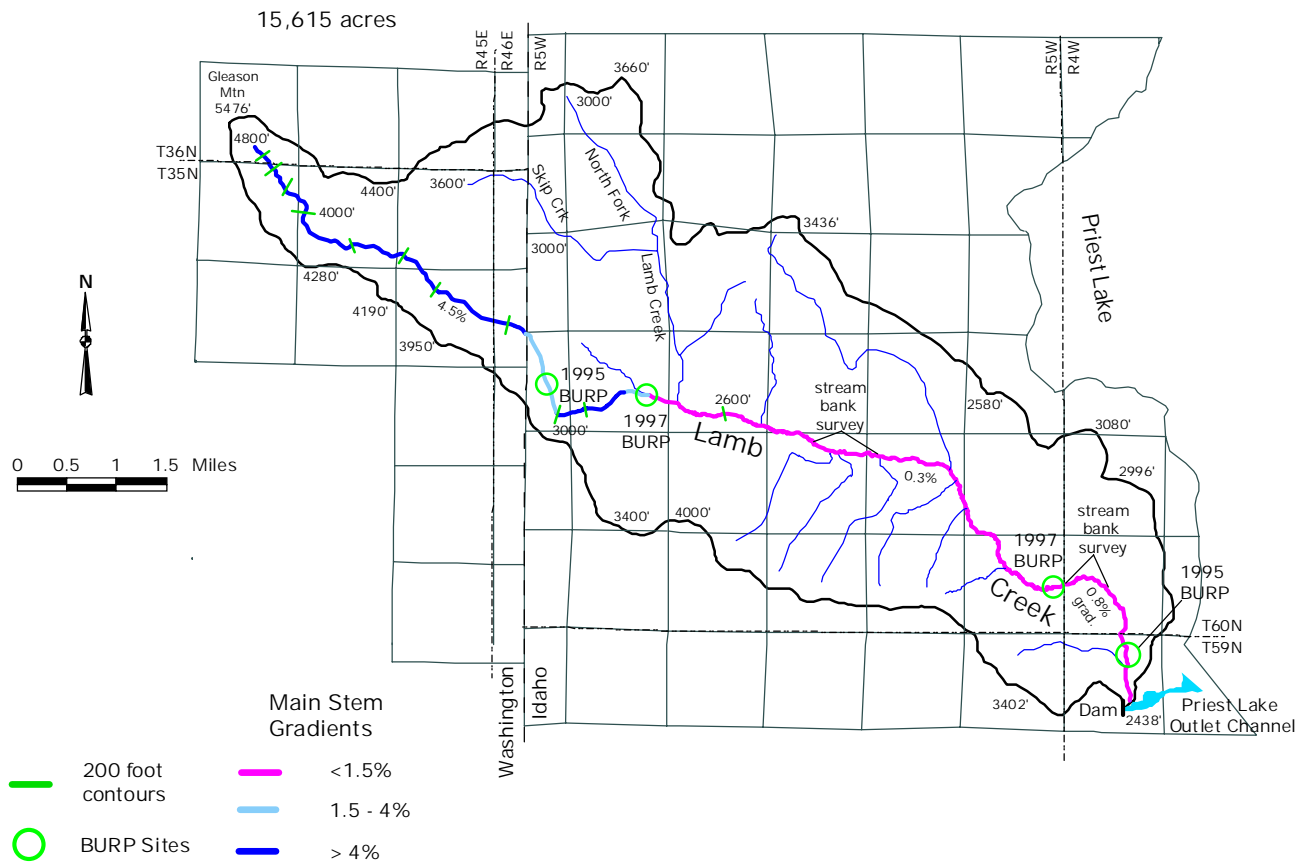 15,615 acres
R45E
R46E
R5W
R5W
R4W
Gleason
Mtn
5476'
4800'
3660'
3000'
T36N
T35N
4400'
3600'
Skip Crk
North Fork
Lamb Creek
4000'
3000'
3436'
Priest Lake
4280'
4190'
4.5%
3950'
N
1995
BURP
1997
BURP
3000'
2600'
Lamb
stream
bank
survey
2580'
3080'
2996'
0.3%
0 0.5 1 1.5 Miles
3400'
4000'
stream
bank
survey
1997
BURP
Creek
0.8%
grad.
1995
BURP
T60N
T59N
3402'
Dam
2438'
Priest Lake
Outlet Channel
Washington
Idaho
Main Stem
Gradients
200 foot
contours
<1.5%
1.5 - 4%
BURP Sites
> 4%